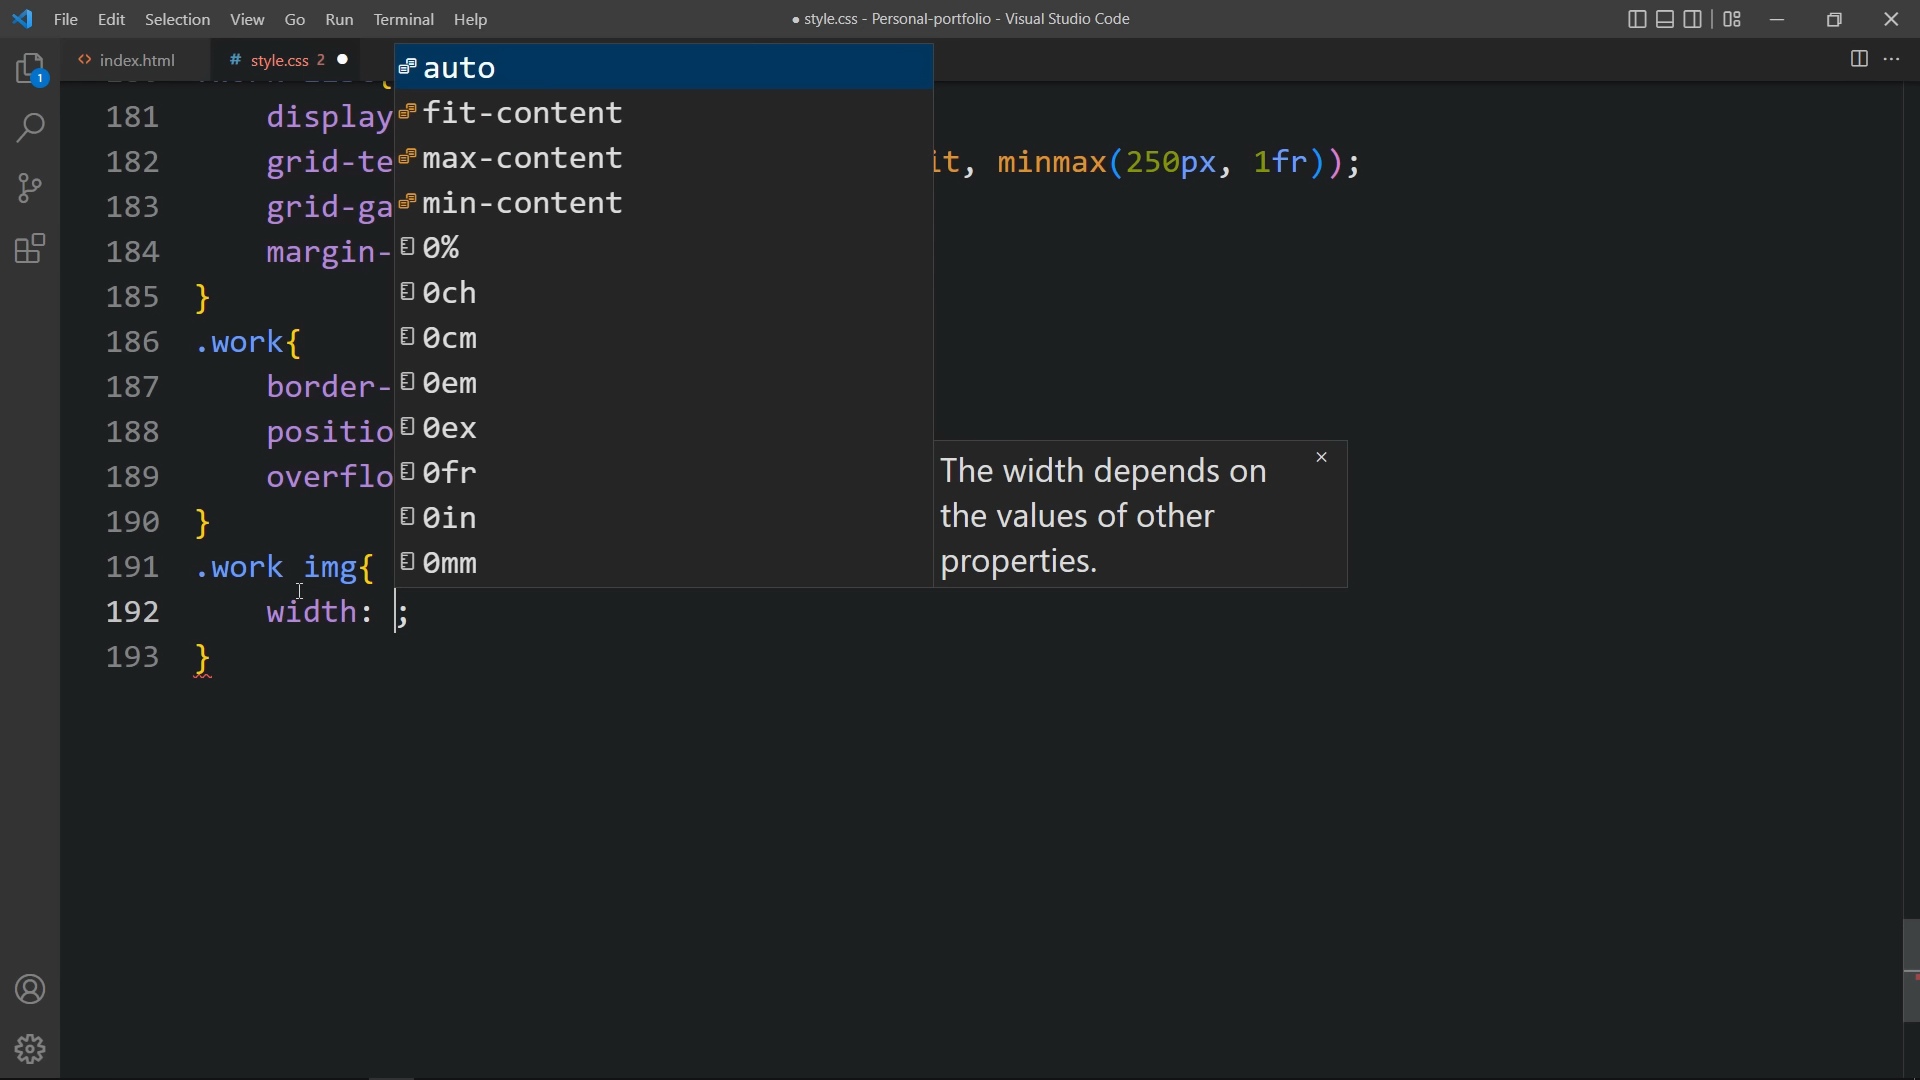 File Edit Selection View Go Run Terminal Help
● style.css - Personal-portfolio - Visual Studio Code
1
<> index.html
# style.css 2 ●
181 display
182 grid-te it, minmax(250px, 1fr));
183 grid-ga
184 margin-
185 }
186 .work{
187 border-
188 positio
189 overflo
190 }
191 .work img{
192 width: ;
193 }
auto
fit-content
max-content
min-content
0%
0ch
0cm
0em
0ex
0fr
0in
0mm
The width depends on
the values of other
properties.